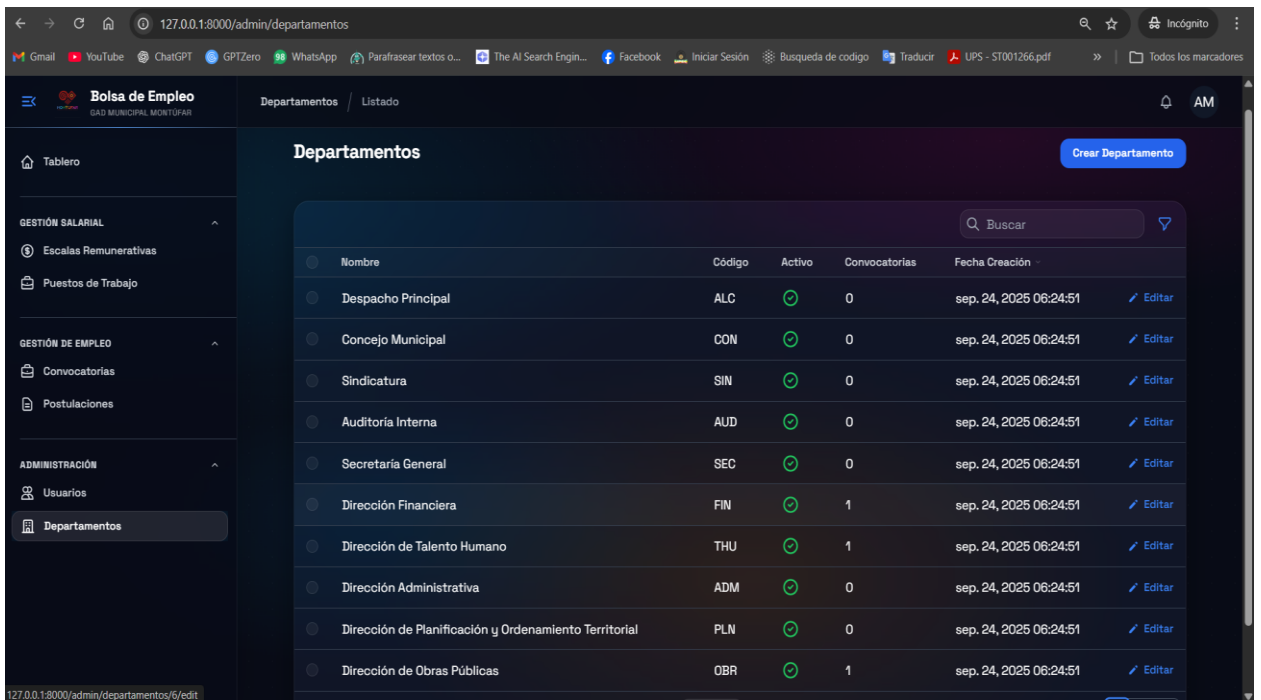 127.0.0.1:8000/admin/departamentos
Incógnito
Gmail YouTube ChatGPT GPTZero WhatsApp Parafrasear textos o... The AI Search Engin... Facebook Iniciar Sesión Busqueda de codigo Traducir UPS - ST001266.pdf » Todos los marcadores
Bolsa de Empleo
GAD MUNICIPAL MONTÚFAR
Departamentos / Listado
AM
Tablero
GESTIÓN SALARIAL
Escalas Remunerativas
Puestos de Trabajo
GESTIÓN DE EMPLEO
Convocatorias
Postulaciones
ADMINISTRACIÓN
Usuarios
Departamentos
Departamentos
Crear Departamento
Buscar
Nombre Código Activo Convocatorias Fecha Creación
Despacho Principal ALC 0 sep. 24, 2025 06:24:51 Editar
Concejo Municipal CON 0 sep. 24, 2025 06:24:51 Editar
Sindicatura SIN 0 sep. 24, 2025 06:24:51 Editar
Auditoría Interna AUD 0 sep. 24, 2025 06:24:51 Editar
Secretaría General SEC 0 sep. 24, 2025 06:24:51 Editar
Dirección Financiera FIN 1 sep. 24, 2025 06:24:51 Editar
Dirección de Talento Humano THU 1 sep. 24, 2025 06:24:51 Editar
Dirección Administrativa ADM 0 sep. 24, 2025 06:24:51 Editar
Dirección de Planificación y Ordenamiento Territorial PLN 0 sep. 24, 2025 06:24:51 Editar
Dirección de Obras Públicas OBR 1 sep. 24, 2025 06:24:51 Editar
127.0.0.1:8000/admin/departamentos/6/edit